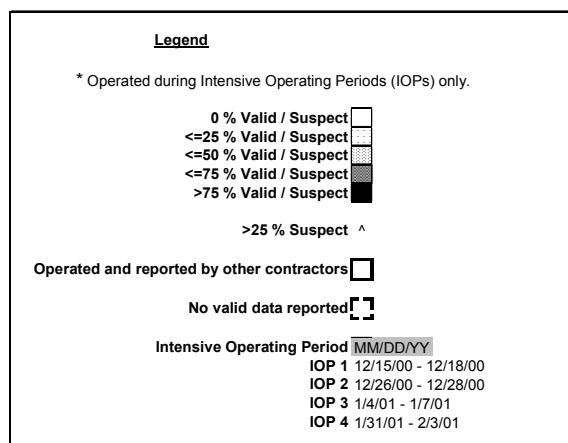 Legend
* Operated during Intensive Operating Periods (IOPs) only.
0 % Valid / Suspect
<=25 % Valid / Suspect
<=50 % Valid / Suspect
<=75 % Valid / Suspect
>75 % Valid / Suspect
>25 % Suspect ^
Operated and reported by other contractors
No valid data reported
Intensive Operating Period MM/DD/YY
IOP 1 12/15/00 - 12/18/00
IOP 2 12/26/00 - 12/28/00
IOP 3 1/4/01 - 1/7/01
IOP 4 1/31/01 - 2/3/01